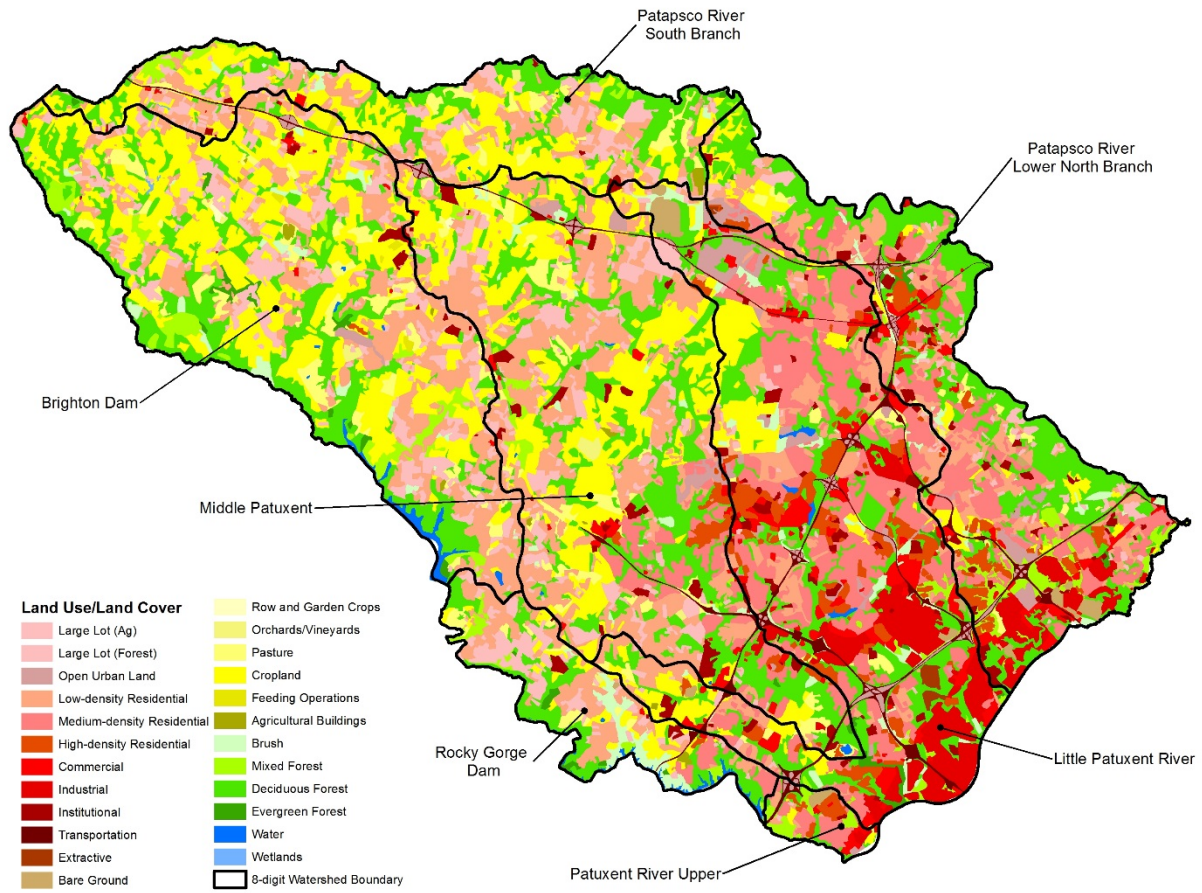 Patapsco River
South Branch
Patapsco River
Lower North Branch
Brighton Dam
Middle Patuxent
Rocky Gorge
Dam
Little Patuxent River
Patuxent River Upper
Land Use/Land Cover
Large Lot (Ag)
Large Lot (Forest)
Open Urban Land
Low-density Residential
Medium-density Residential
High-density Residential
Commercial
Industrial
Institutional
Transportation
Extractive
Bare Ground
Row and Garden Crops
Orchards/Vineyards
Pasture
Cropland
Feeding Operations
Agricultural Buildings
Brush
Mixed Forest
Deciduous Forest
Evergreen Forest
Water
Wetlands
8-digit Watershed Boundary